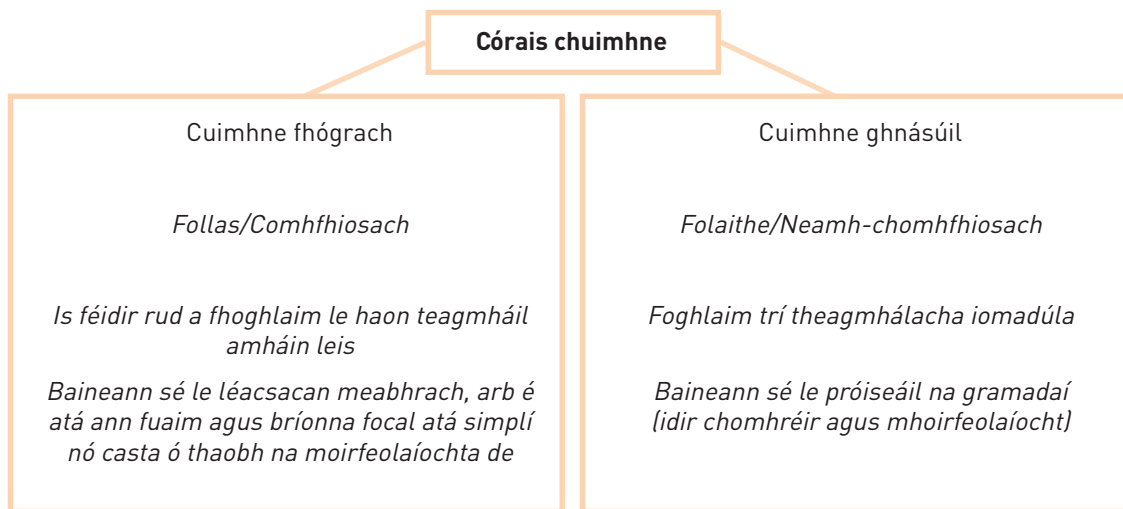 Córais chuimhne
Cuimhne fhógrach
Follas/Comhfhiosach
Is féidir rud a fhoghlaim le haon teagmháil
amháin leis
Baineann sé le léacsacan meabhrach, arb é
atá ann fuaim agus bríonna focal atá simplí
nó casta ó thaobh na moirfeolaíochta de
Cuimhne ghnásúil
Folaithe/Neamh-chomhfhiosach
Foghlaim trí theagmhálacha iomadúla
Baineann sé le próiseáil na gramadaí
(idir chomhréir agus mhoirfeolaíocht)